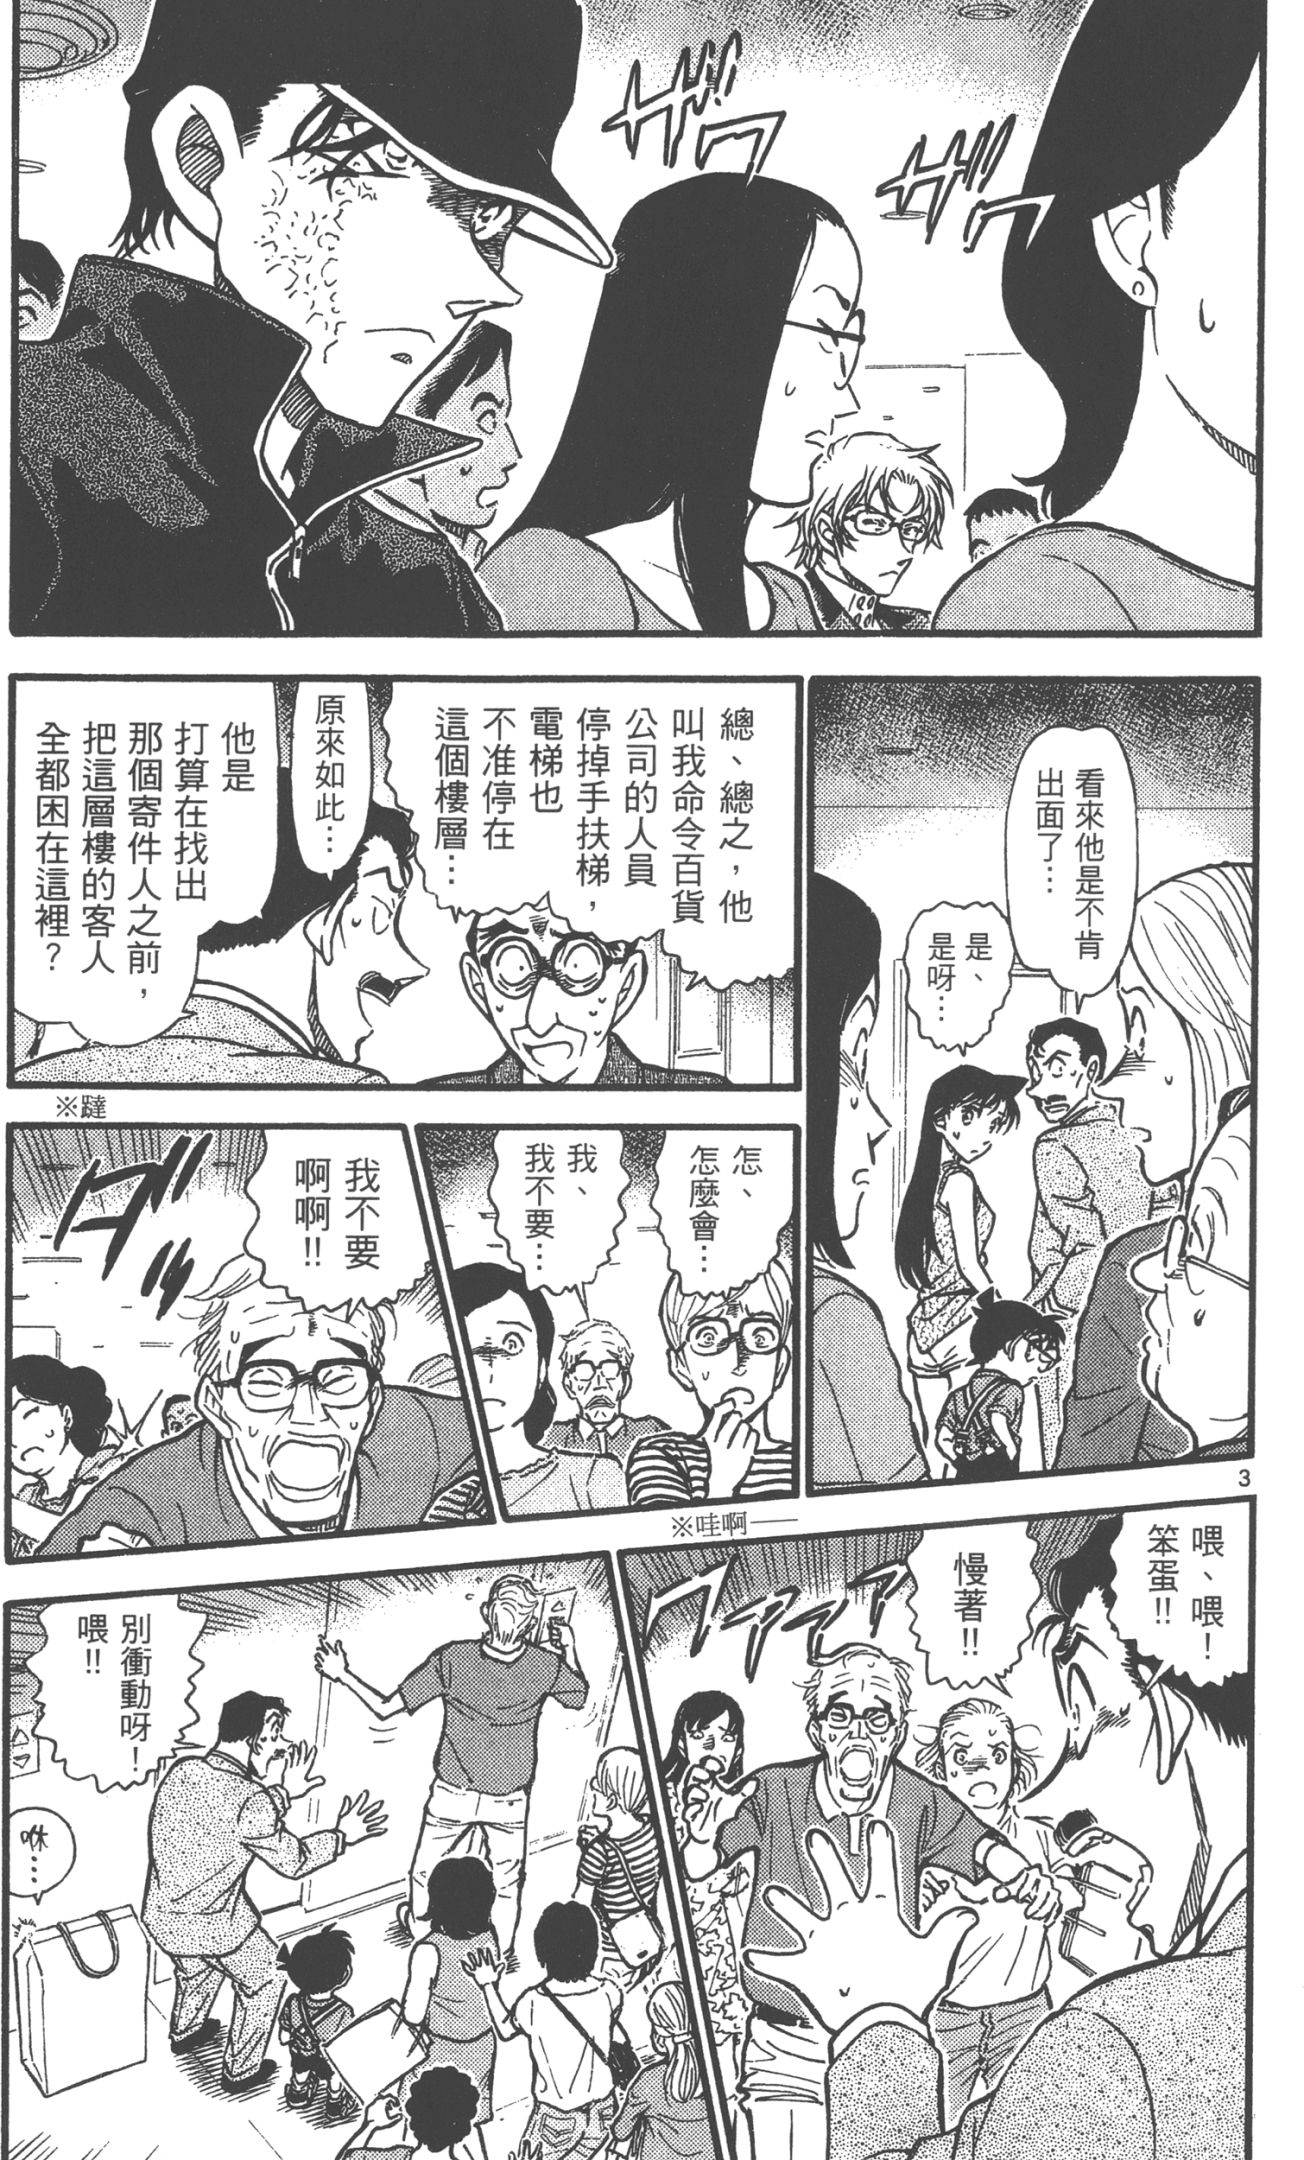 ザワ
ザワ
看來他是不肯
出面了…
是、
是呀…
總、總之，他
叫我命令百貨
公司的人員
停掉手扶梯，
電梯也
不准停在
這個樓層…
原來如此…
他是
打算在找出
那個寄件人之前，
把這層樓的客人
全都困在這裡？
怎、
怎麼會…
我、
我不要…
我不要
啊啊!!
ダッ
※躂
3
喂、喂！
笨蛋!!
慢著!!
※哇啊──
別衝動呀！
喂!!
咻…